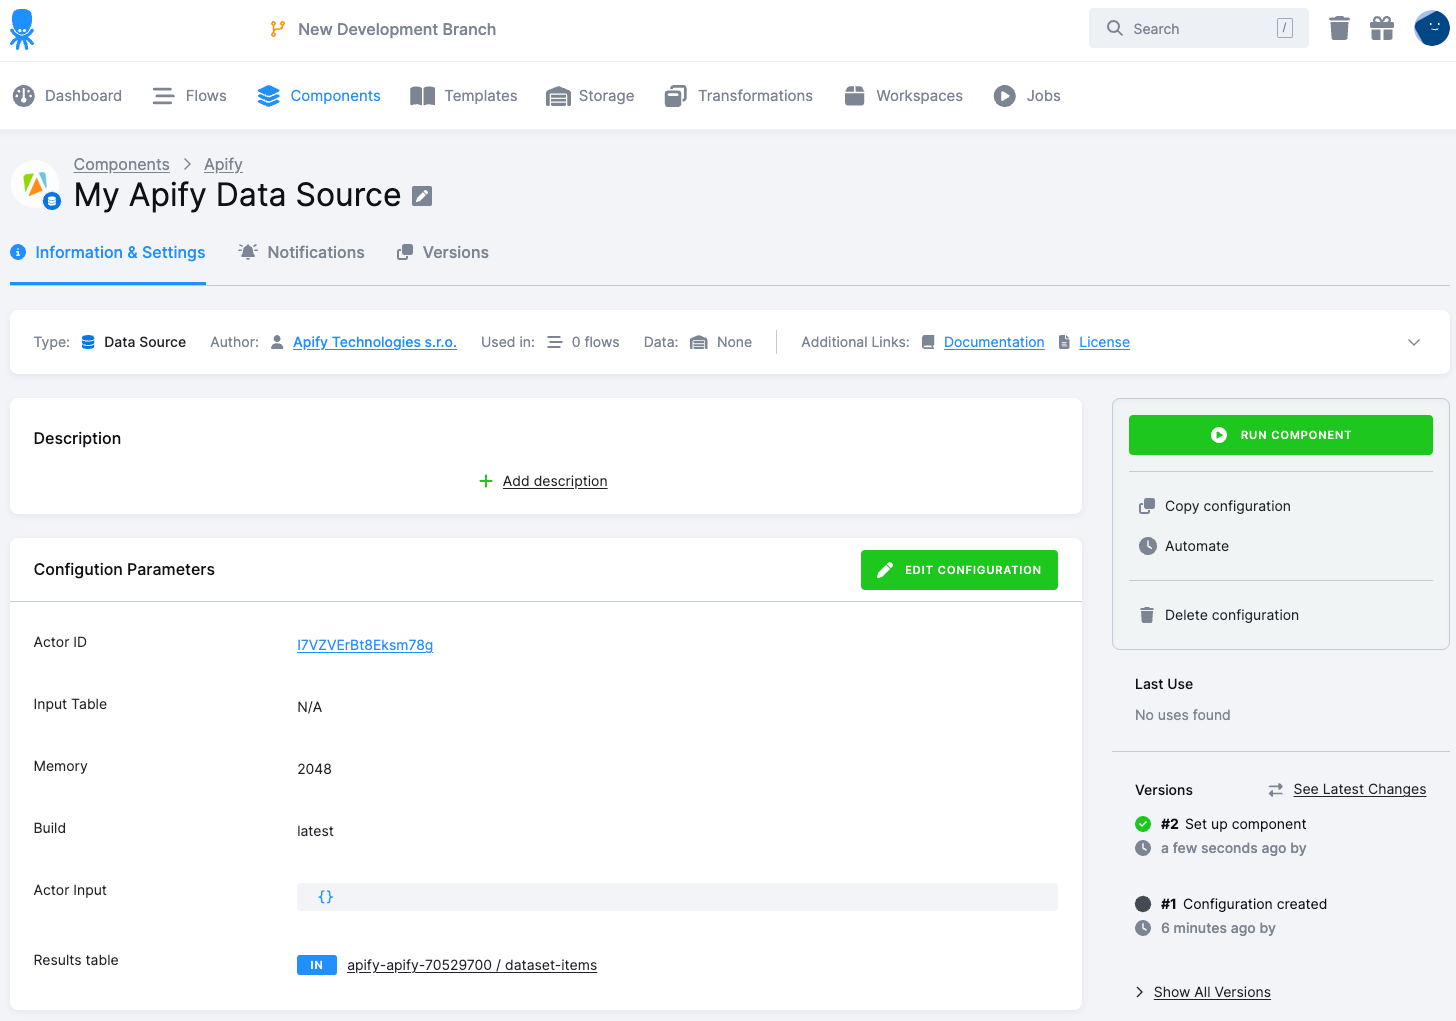 New Development Branch
Search /
Dashboard Flows Components Templates Storage Transformations Workspaces Jobs
Components > Apify
My Apify Data Source
Information & Settings Notifications Versions
Type: Data Source Author: Apify Technologies s.r.o. Used in: 0 flows Data: None Additional Links: Documentation License
Description
Add description
Configution Parameters
EDIT CONFIGURATION
Actor ID I7VZVErBt8Eksm78g
Input Table N/A
Memory 2048
Build latest
Actor Input {}
Results table IN apify-apify-70529700 / dataset-items
RUN COMPONENT
Copy configuration
Automate
Delete configuration
Last Use
No uses found
Versions See Latest Changes
#2 Set up component
a few seconds ago by
#1 Configuration created
6 minutes ago by
Show All Versions